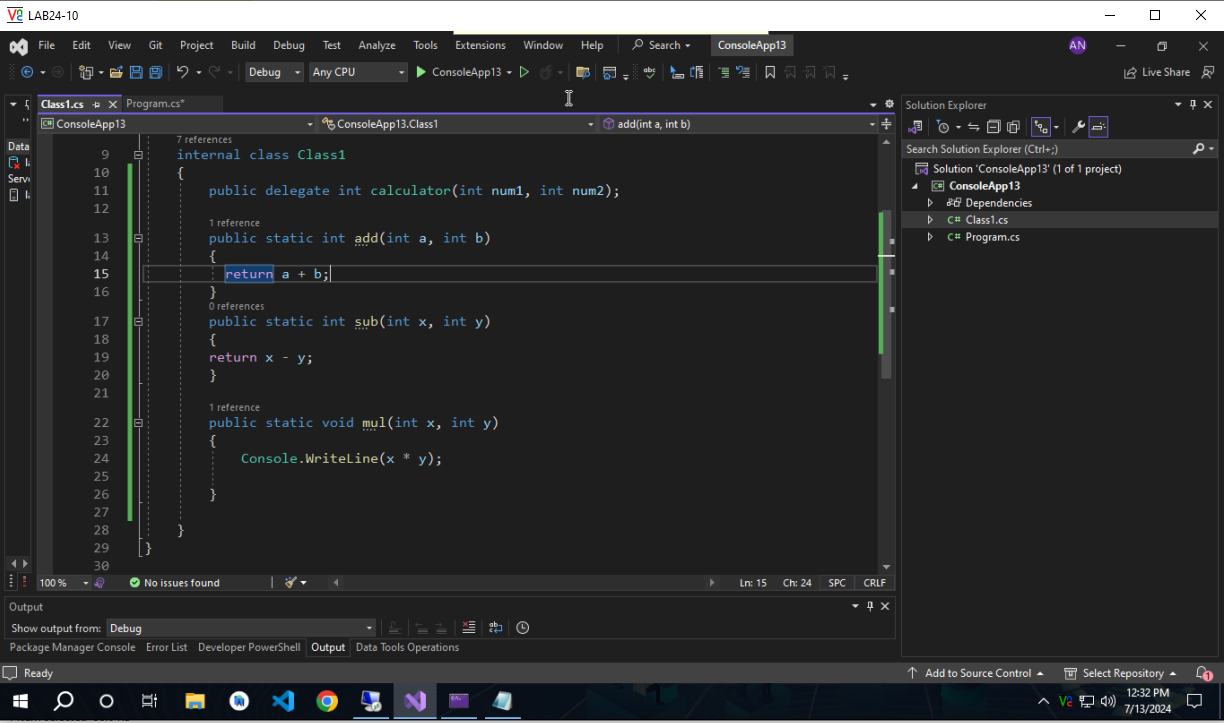 LAB24-10
File Edit View Git Project Build Debug Test Analyze Tools Extensions Window Help Search ConsoleApp13 AN
Debug Any CPU ConsoleApp13 Live Share
Class1.cs Program.cs*
ConsoleApp13 ConsoleApp13.Class1 add(int a, int b)
Data
Serv
7 references
9 internal class Class1
10 {
11 public delegate int calculator(int num1, int num2);
12
1 reference
13 public static int add(int a, int b)
14 {
15 return a + b;
16 }
0 references
17 public static int sub(int x, int y)
18 {
19 return x - y;
20 }
21
1 reference
22 public static void mul(int x, int y)
23 {
24 Console.WriteLine(x * y);
25
26 }
27
28 }
29 }
30
100 % No issues found Ln: 15 Ch: 24 SPC CRLF
Solution Explorer
Search Solution Explorer (Ctrl+;)
Solution 'ConsoleApp13' (1 of 1 project)
C# ConsoleApp13
Dependencies
C# Class1.cs
C# Program.cs
Output
Show output from: Debug
Package Manager Console Error List Developer PowerShell Output Data Tools Operations
Ready Add to Source Control Select Repository 1
12:32 PM
7/13/2024